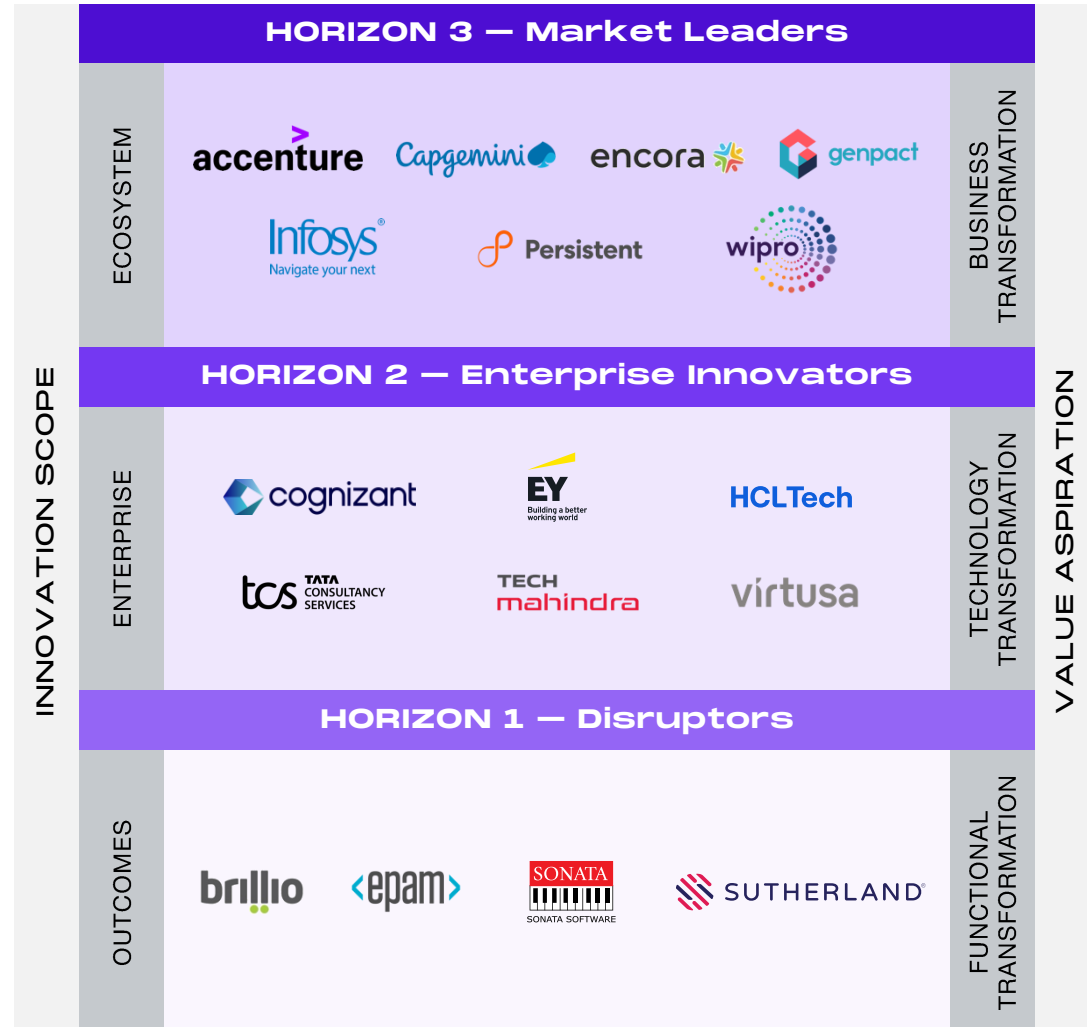 HORIZON 3 — Market Leaders
ECOSYSTEM
accenture
Capgemini
encora
genpact
Infosys®
Navigate your next
Persistent
wipro
BUSINESS
TRANSFORMATION
INNOVATION SCOPE
HORIZON 2 — Enterprise Innovators
ENTERPRISE
cognizant
EY
Building a better
working world
HCLTech
tcs
TATA
CONSULTANCY
SERVICES
TECH
mahindra
virtusa
TECHNOLOGY
TRANSFORMATION
VALUE ASPIRATION
HORIZON 1 — Disruptors
OUTCOMES
brillio
<epam>
SONATA
SONATA SOFTWARE
SUTHERLAND®
FUNCTIONAL
TRANSFORMATION